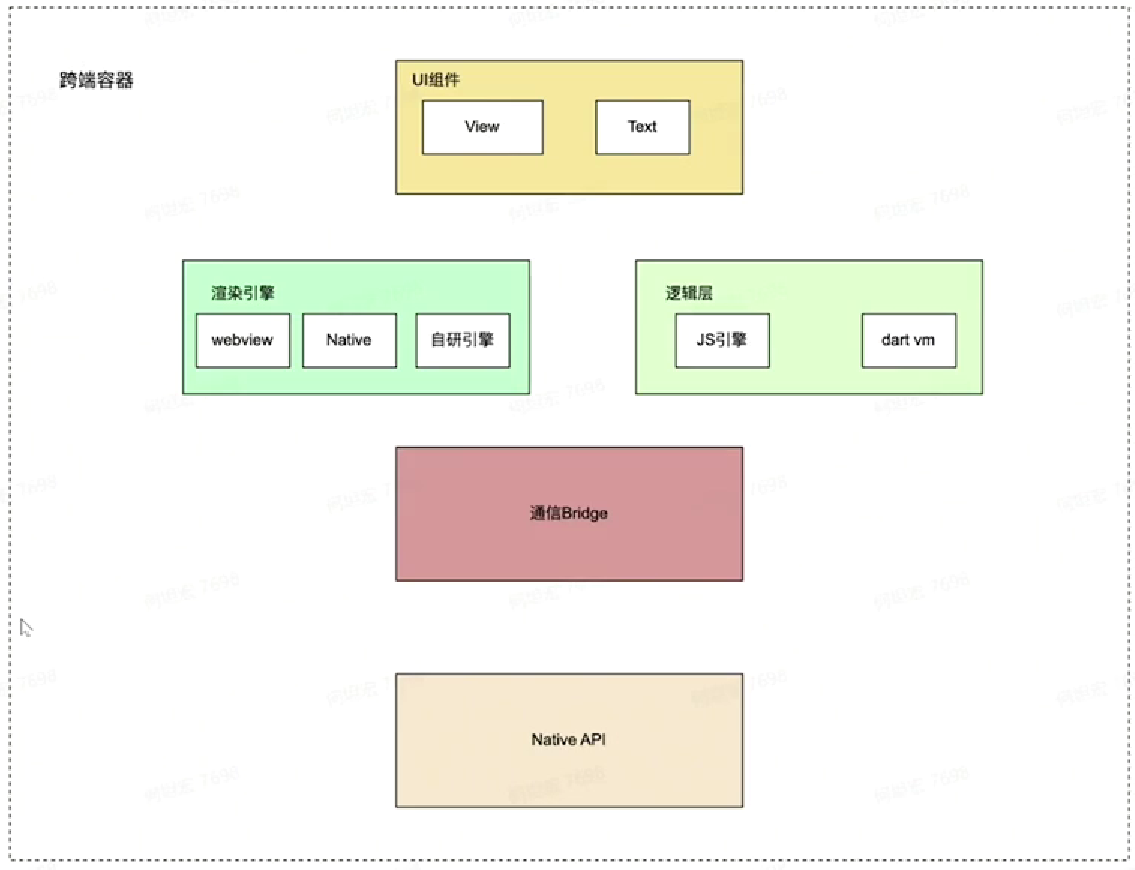 跨端容器
UI组件
View
Text
渲染引擎
webview
Native
自研引擎
逻辑层
JS引擎
dart vm
通信Bridge
Native API